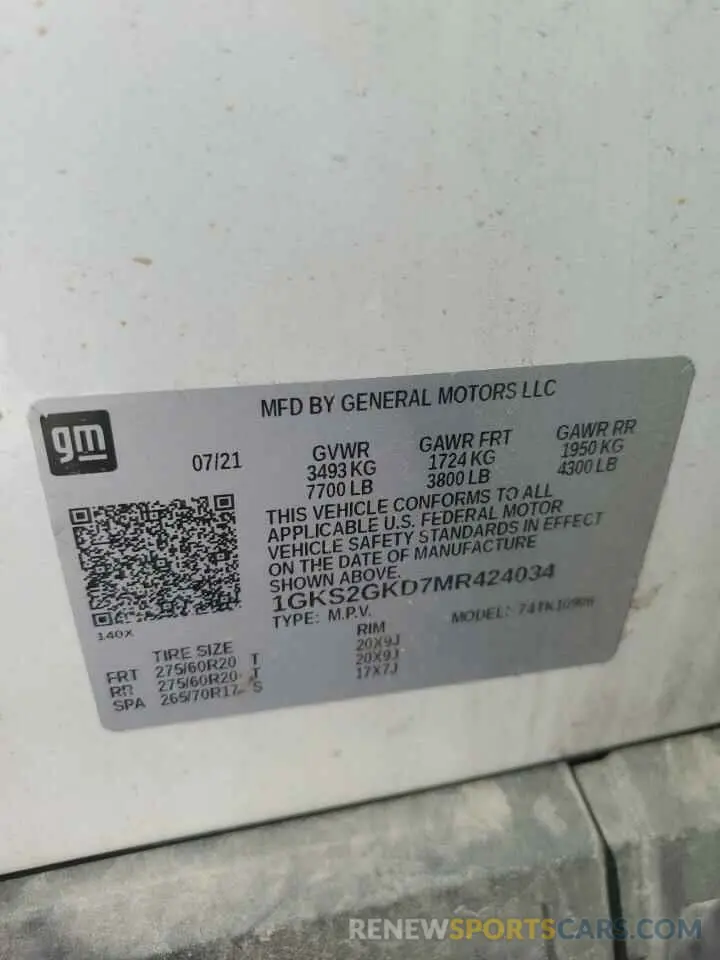 MFD BY GENERAL MOTORS LLC
gm
07/21
GVWR GAWR FRT GAWR RR
3493 KG 1724 KG 1950 KG
7700 LB 3800 LB 4300 LB
THIS VEHICLE CONFORMS TO ALL
APPLICABLE U.S. FEDERAL MOTOR
VEHICLE SAFETY STANDARDS IN EFFECT
ON THE DATE OF MANUFACTURE
SHOWN ABOVE.
1GKS2GKD7MR424034
TYPE: M.P.V. MODEL:
140X
TIRE SIZE RIM
FRT 275/60R20 T 20X9J
RR 275/60R20 T 20X9J
SPA 265/70R17 S 17X7J
RENEWSPORTSCARS.COM